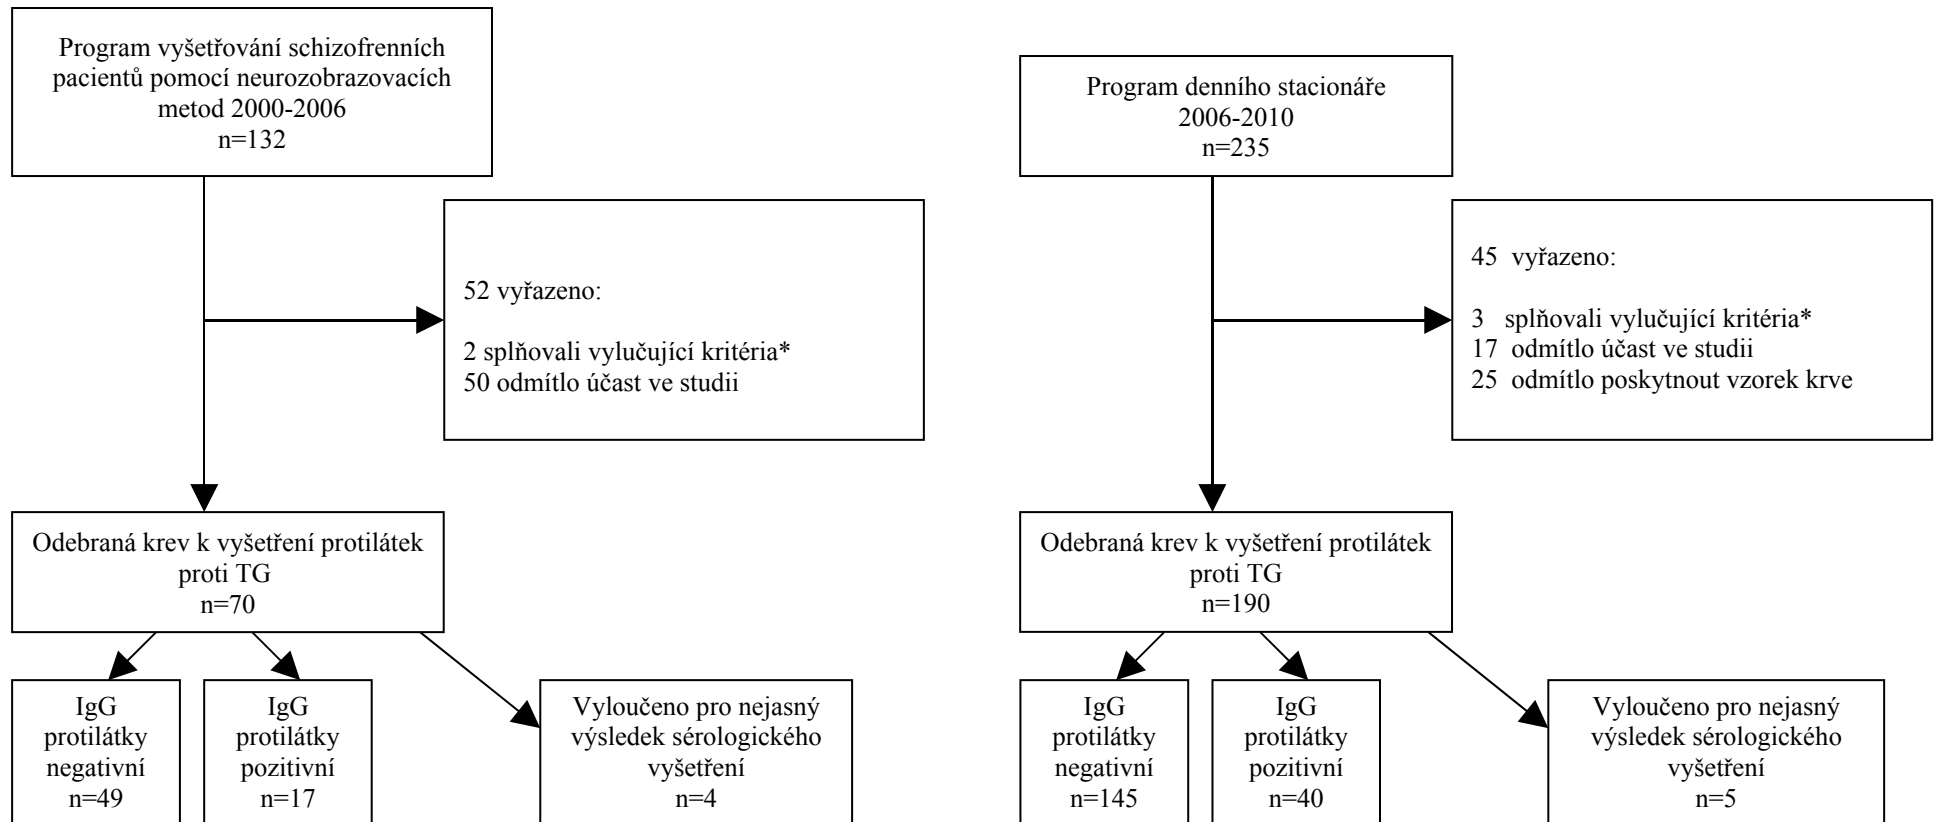 Program vyšetřování schizofrenních
pacientů pomocí neurozobrazovacích
metod 2000-2006
n=132
52 vyřazeno:
2 splňovali vylučující kritéria*
50 odmítlo účast ve studii
Odebraná krev k vyšetření protilátek
proti TG
n=70
IgG
protilátky
negativní
n=49
IgG
protilátky
pozitivní
n=17
Vyloučeno pro nejasný
výsledek sérologického
vyšetření
n=4
Program denního stacionáře
2006-2010
n=235
45 vyřazeno:
3 splňovali vylučující kritéria*
17 odmítlo účast ve studii
25 odmítlo poskytnout vzorek krve
Odebraná krev k vyšetření protilátek
proti TG
n=190
IgG
protilátky
negativní
n=145
IgG
protilátky
pozitivní
n=40
Vyloučeno pro nejasný
výsledek sérologického
vyšetření
n=5